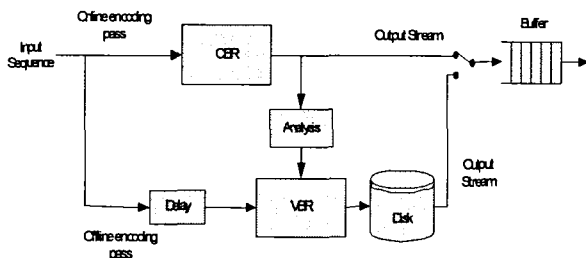 Online encoding
pass
Input
Sequence
CBR
Output Stream
Buffer
Analysis
Output
Stream
Delay
VBR
Disk
Offline encoding
pass